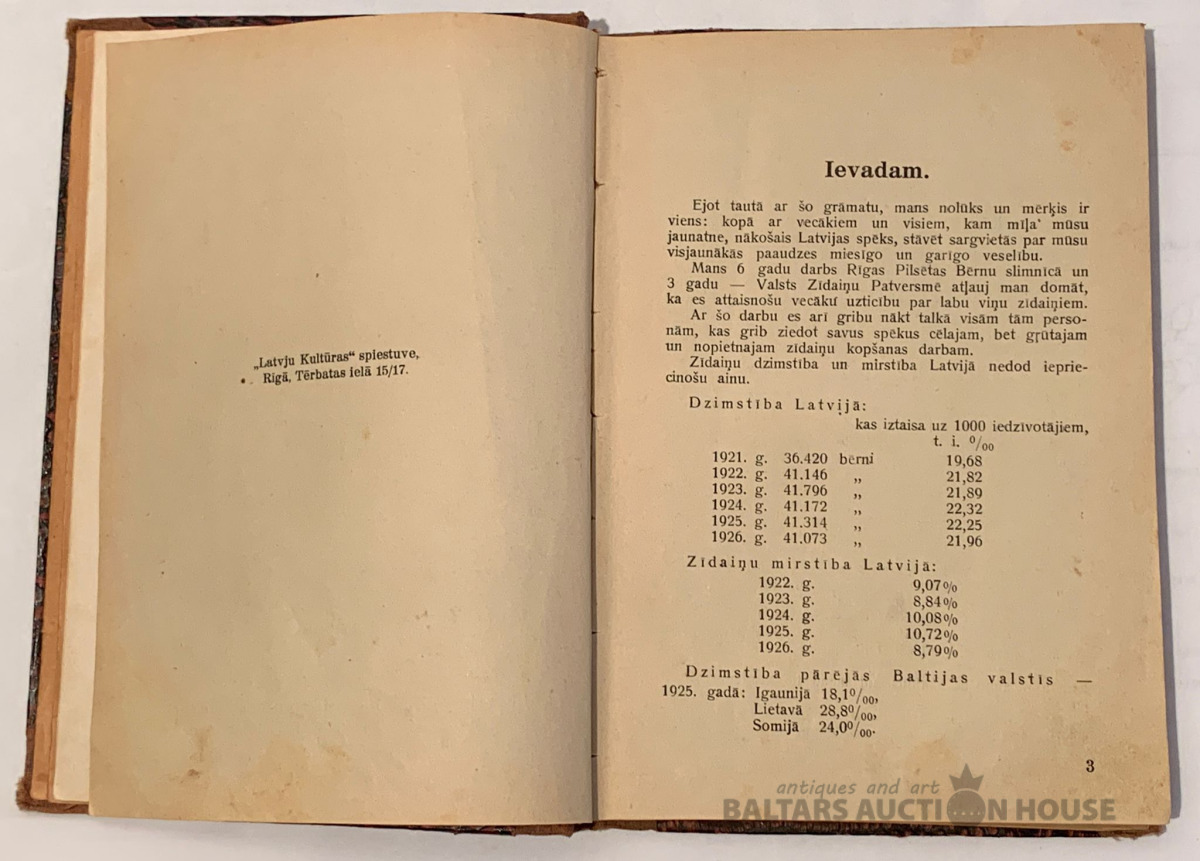 „Latvju Kultūras“ spiestuve,
Rīgā, Tērbatas ielā 15/17.
Ievadam.
Ejot tautā ar šo grāmatu, mans nolūks un mērķis ir
viens: kopā ar vecākiem un visiem, kam mīļa mūsu
jaunatne, nākošais Latvijas spēks, stāvēt sargvietās par mūsu
visjaunākās paaudzes miesīgo un garīgo veselību.
Mans 6 gadu darbs Rīgas Pilsētas Bērnu slimnīcā un
3 gadu — Valsts Zīdaiņu Patversmē atļauj man domāt,
ka es attaisnošu vecāku uzticību par labu viņu zīdaiņiem.
Ar šo darbu es arī gribu nākt talkā visām tām perso-
nām, kas grib ziedot savus spēkus cēlajam, bet grūtajam
un nopietnajam zīdaiņu kopšanas darbam.
Zīdaiņu dzimstība un mirstība Latvijā nedod ieprie-
cinošu ainu.
Dzimstība Latvijā:
kas iztaisa uz 1000 iedzīvotājiem,
t. i. ⁰/₀₀
1921. g. 36.420 bērni 19,68
1922. g. 41.146 „ 21,82
1923. g. 41.796 „ 21,89
1924. g. 41.172 „ 22,32
1925. g. 41.314 „ 22,25
1926. g. 41.073 „ 21,96
Zīdaiņu mirstība Latvijā:
1922. g. 9,07%
1923. g. 8,84%
1924. g. 10,08%
1925. g. 10,72%
1926. g. 8,79%
Dzimstība pārējās Baltijas valstīs —
1925. gadā: Igaunijā 18,1⁰/₀₀,
Lietavā 28,8⁰/₀₀,
Somijā 24,0⁰/₀₀.
3
antiques and art
BALTARS AUCTION HOUSE